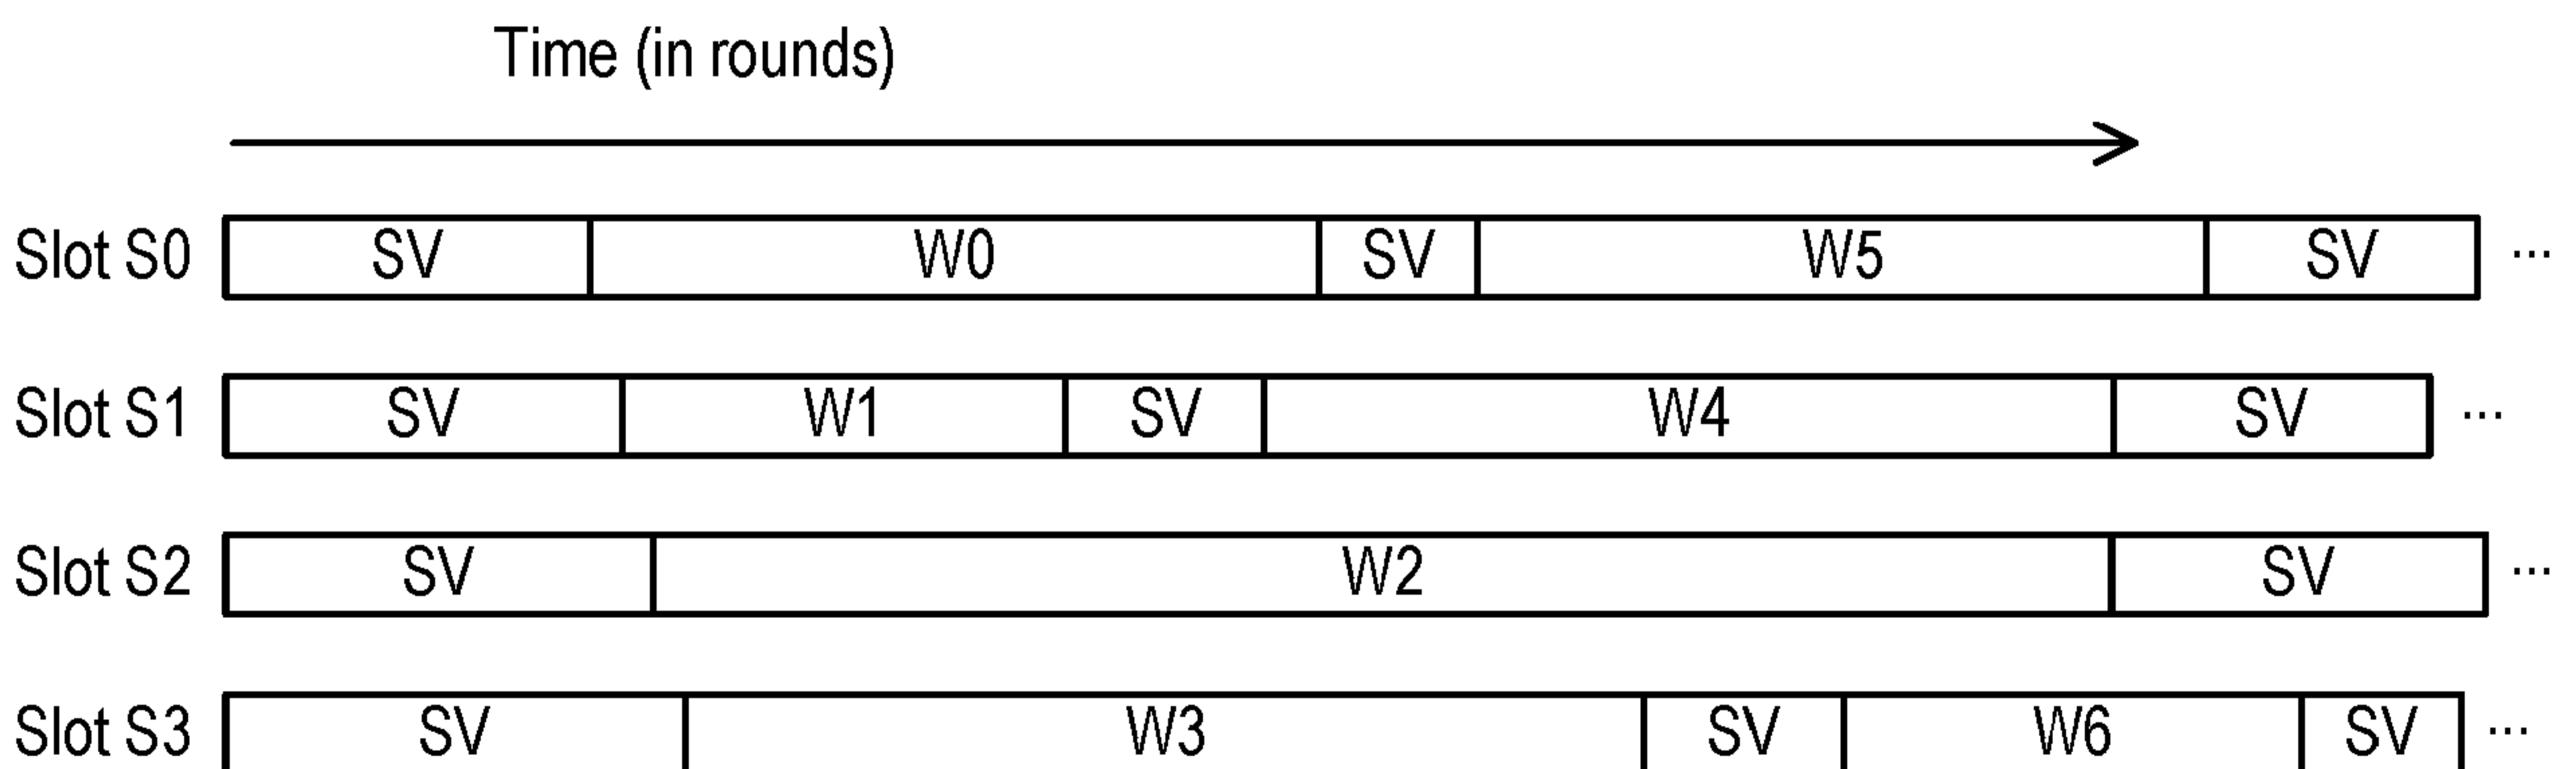 Time (in rounds)
Slot S0 SV W0 SV W5 SV ...
Slot S1 SV W1 SV W4 SV ...
Slot S2 SV W2 SV ...
Slot S3 SV W3 SV W6 SV ...